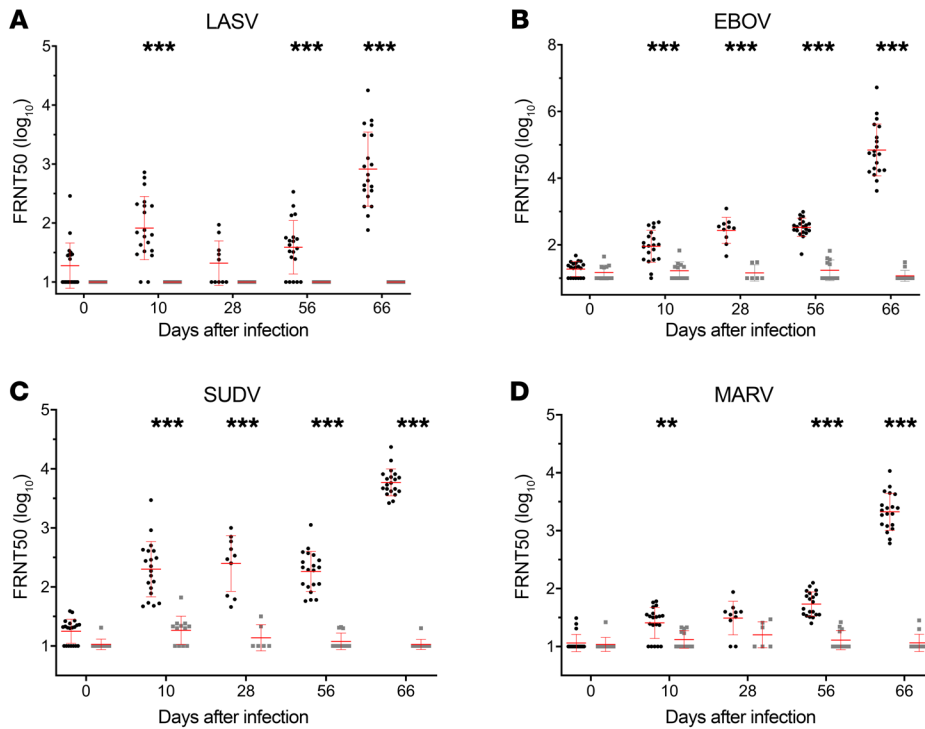 A
LASV
*** *** ***
5
4
3
2
1
FRNT50 (log10)
0 10 28 56 66
Days after infection
B
EBOV
*** *** *** ***
8
6
4
2
FRNT50 (log10)
0 10 28 56 66
Days after infection
C
SUDV
*** *** *** ***
5
4
3
2
1
FRNT50 (log10)
0 10 28 56 66
Days after infection
D
MARV
** *** ***
5
4
3
2
1
FRNT50 (log10)
0 10 28 56 66
Days after infection